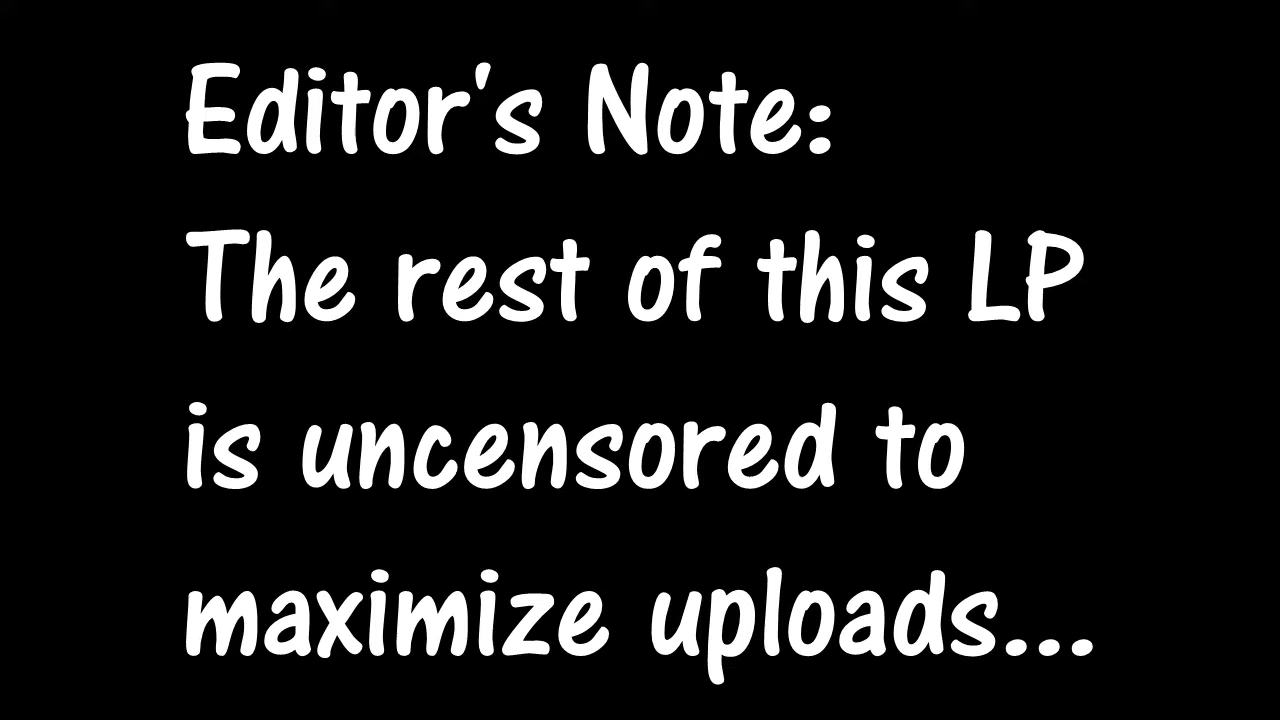 Editor's Note:
The rest of this LP
is uncensored to
maximize uploads...